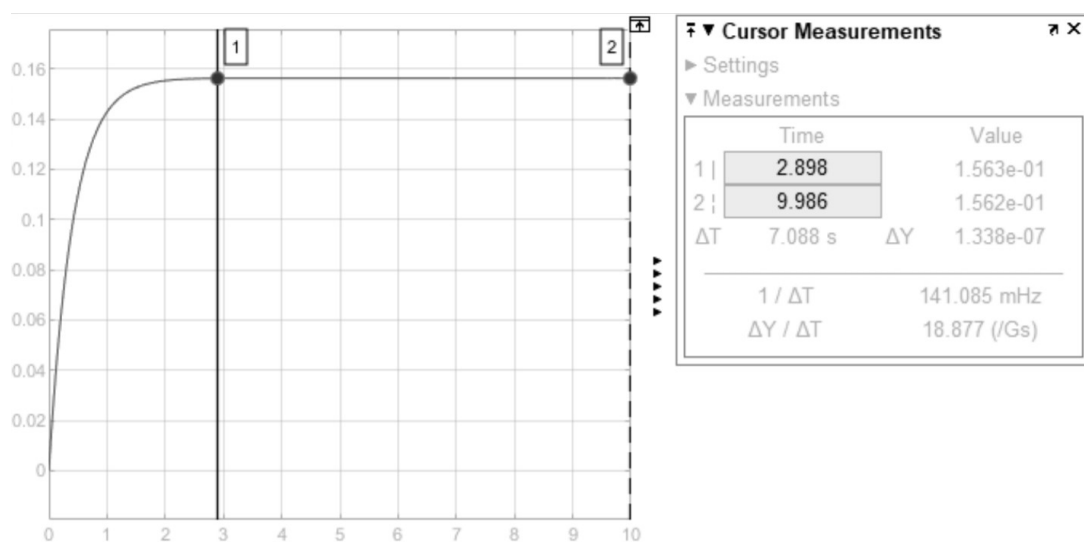 1
2
0.16
0.14
0.12
0.1
0.08
0.06
0.04
0.02
0
0 1 2 3 4 5 6 7 8 9 10
Cursor Measurements
Settings
Measurements
Time Value
1 | 2.898 1.563e-01
2 ¦ 9.986 1.562e-01
ΔT 7.088 s ΔY 1.338e-07
1 / ΔT 141.085 mHz
ΔY / ΔT 18.877 (/Gs)